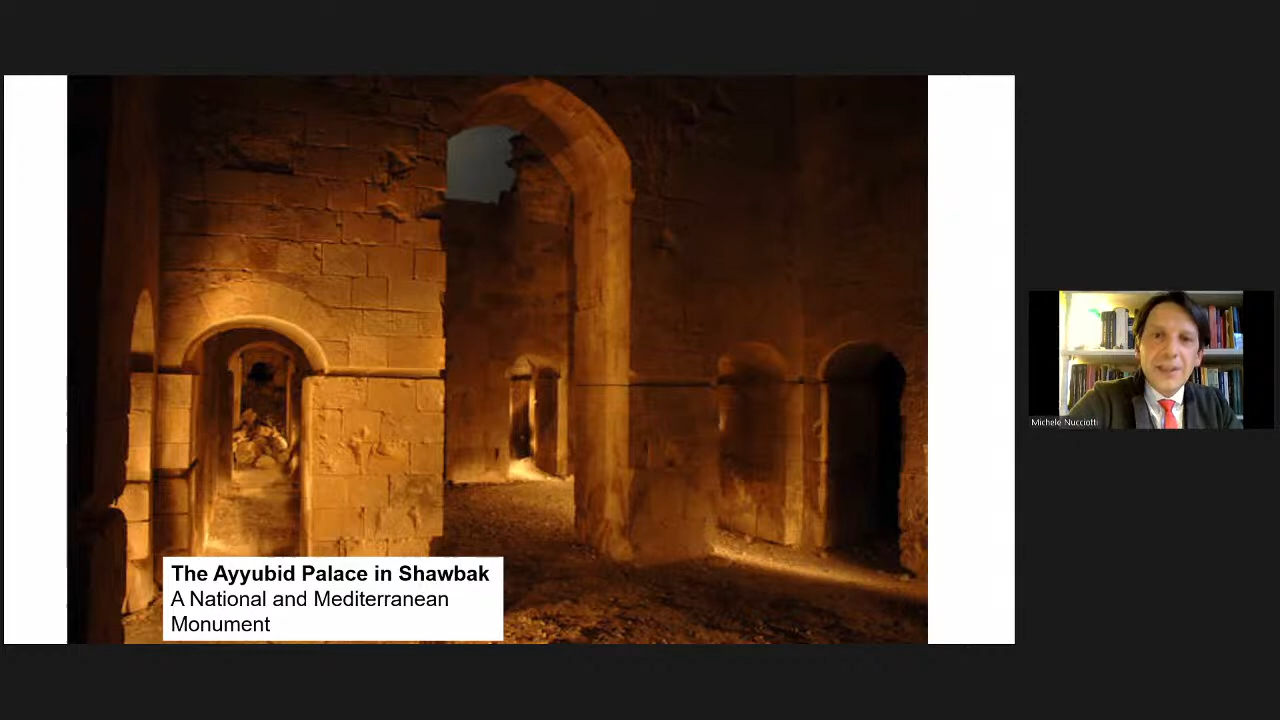 The Ayyubid Palace in Shawbak
A National and Mediterranean
Monument
Michele Nucciotti